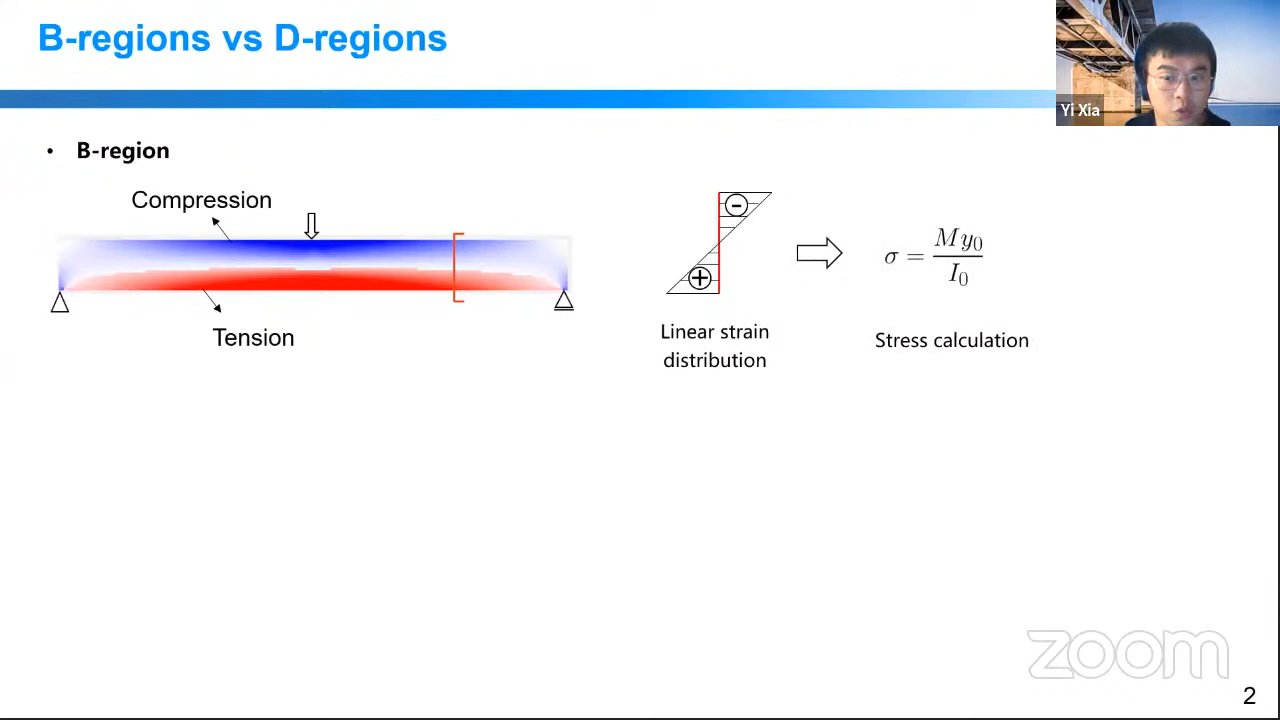 B-regions vs D-regions
Yi Xia
• B-region
Compression
Tension
Linear strain
distribution
σ = My₀ / I₀
Stress calculation
zoom
2